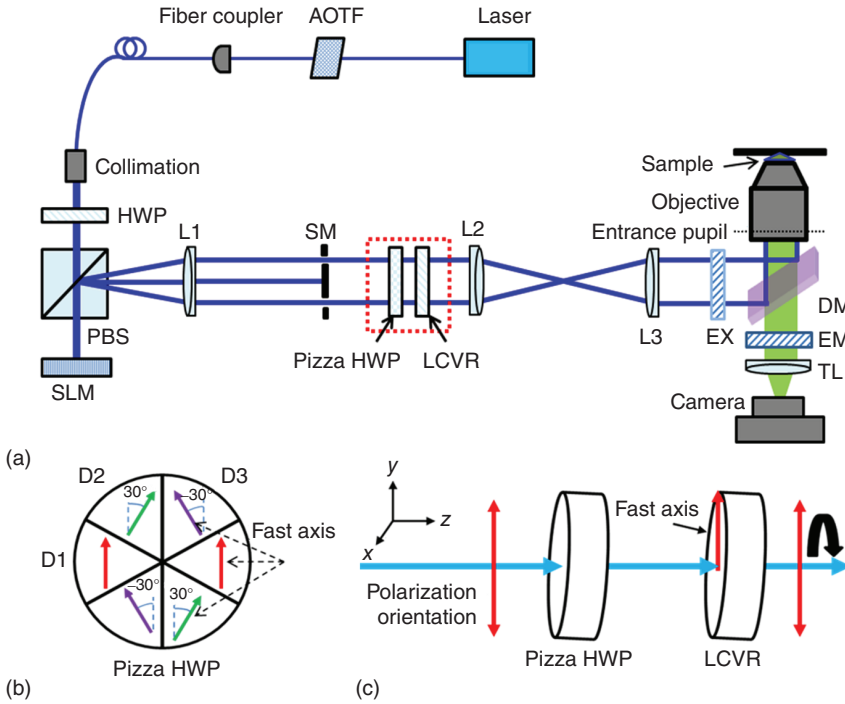 Fiber coupler AOTF Laser
Collimation
HWP
L1 SM L2
PBS
SLM
Pizza HWP LCVR
L3 EX
Sample
Objective
Entrance pupil
DM
EM
TL
Camera
(a)
D2 D3
30° –30°
Fast axis
D1
–30° 30°
Pizza HWP
(b)
y
z
x
Fast axis
Polarization
orientation
Pizza HWP LCVR
(c)